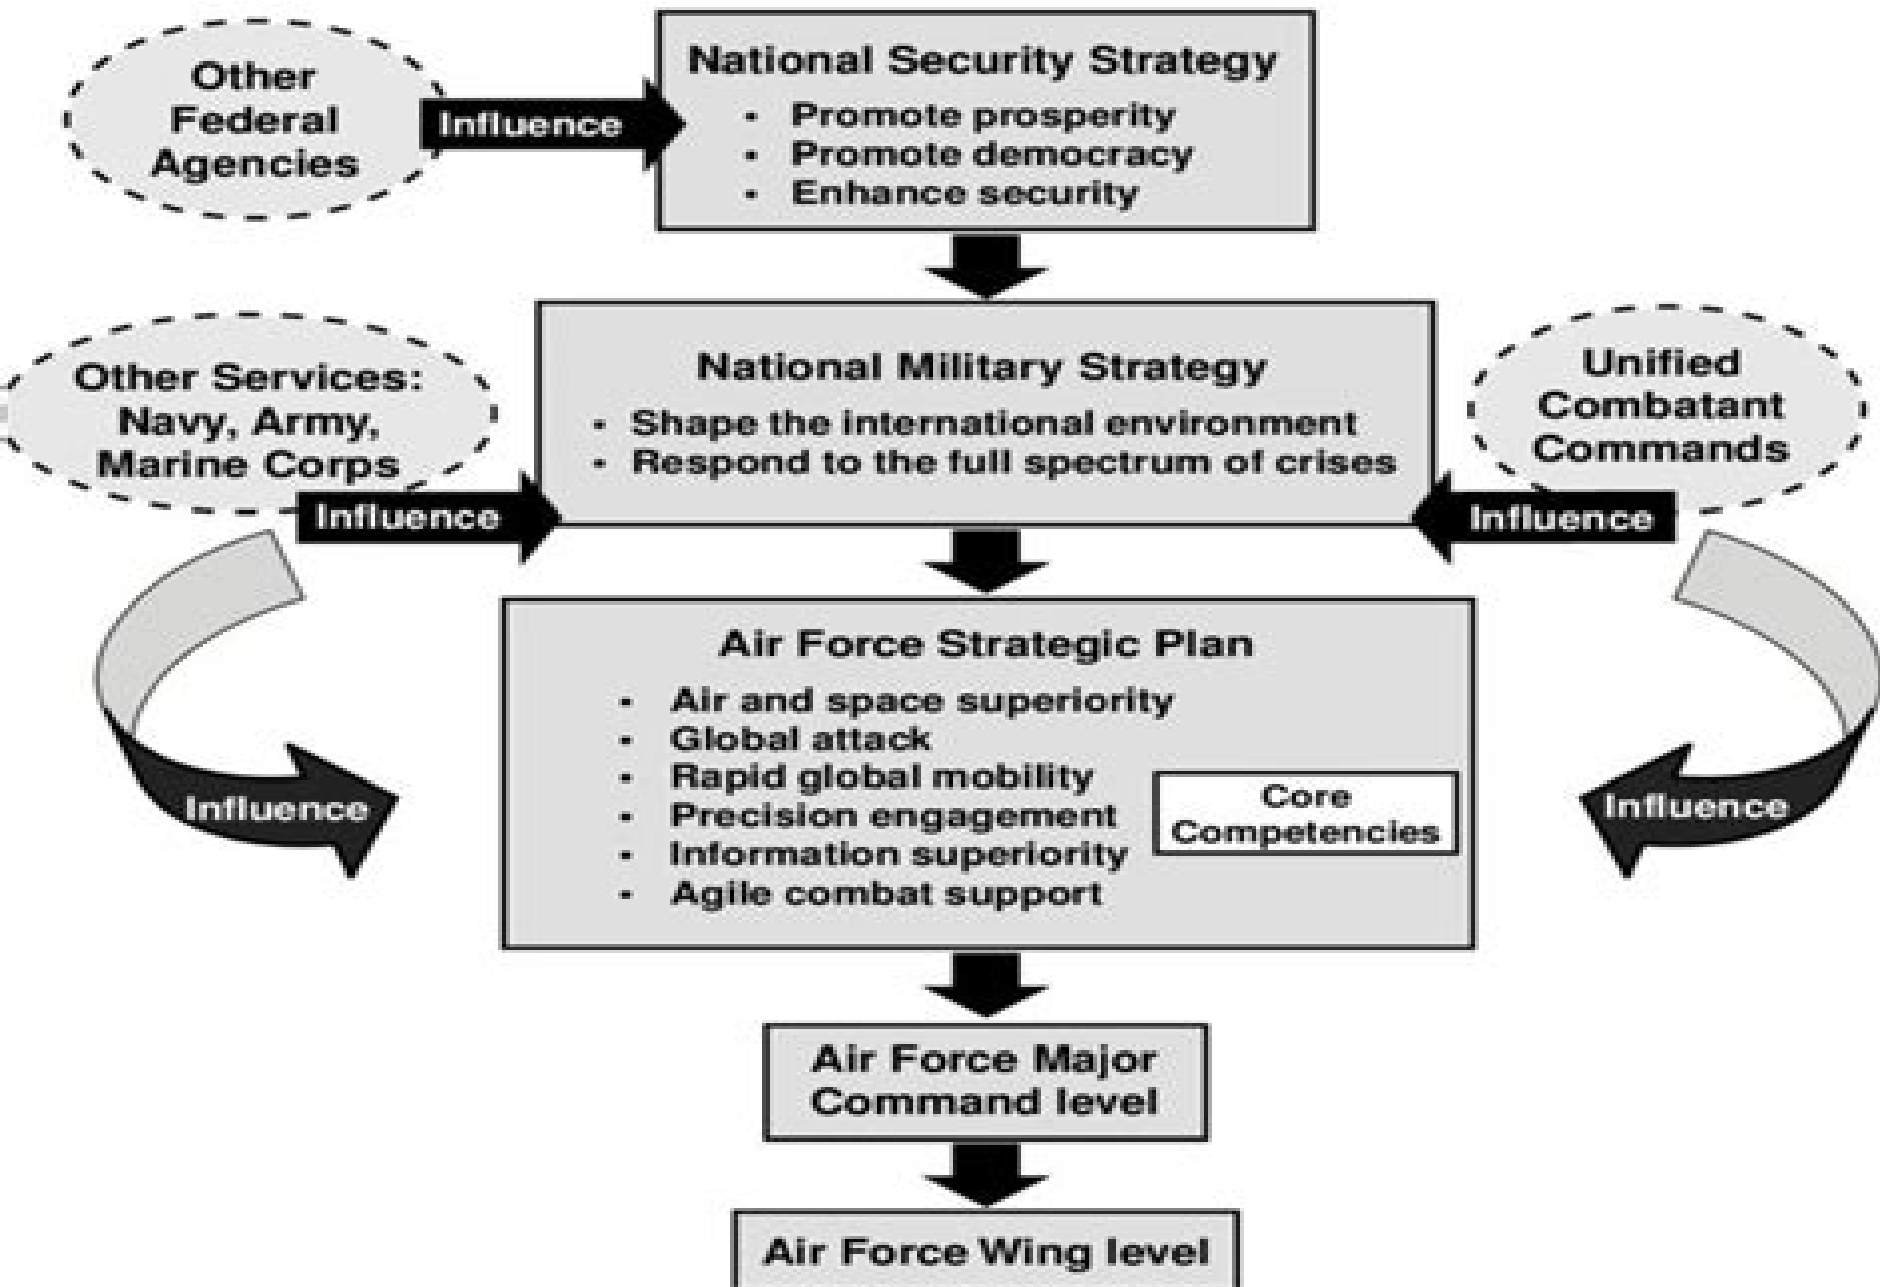 Other
Federal
Agencies
Influence
National Security Strategy
• Promote prosperity
• Promote democracy
• Enhance security
Other Services:
Navy, Army,
Marine Corps
Influence
National Military Strategy
• Shape the international environment
• Respond to the full spectrum of crises
Unified
Combatant
Commands
Influence
Air Force Strategic Plan
• Air and space superiority
• Global attack
• Rapid global mobility
• Precision engagement
• Information superiority
• Agile combat support
Core
Competencies
Influence
Influence
Air Force Major
Command level
Air Force Wing level